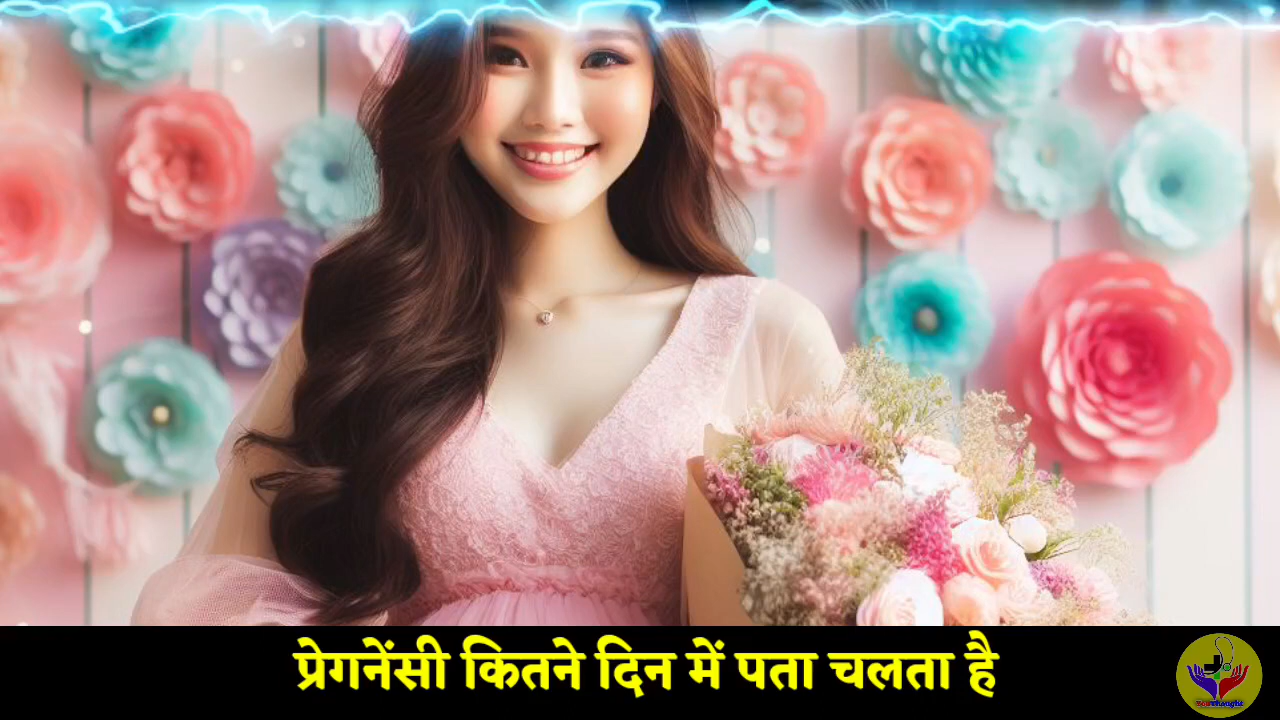 प्रेगनेंसी कितने दिन में पता चलता है